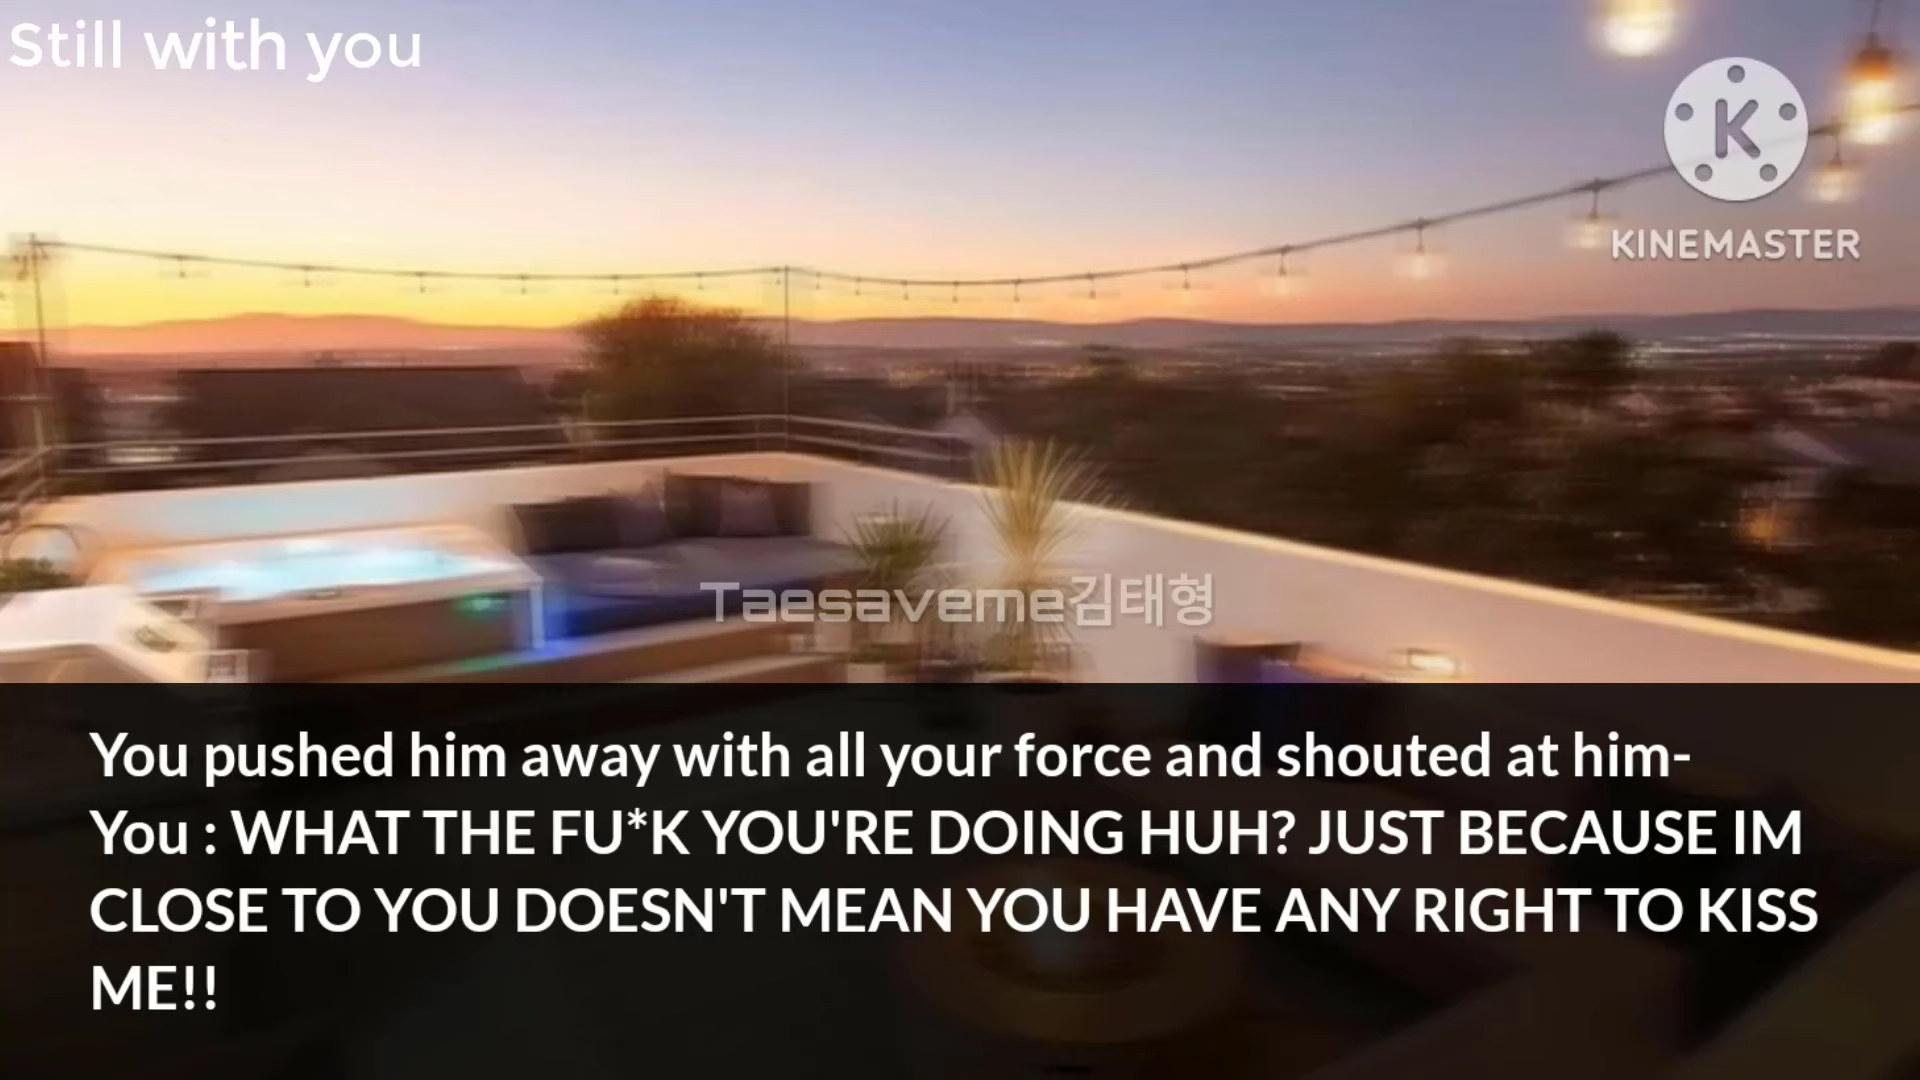 Still with you
KINEMASTER
Taesaveme김태형
You pushed him away with all your force and shouted at him-
You : WHAT THE FU*K YOU'RE DOING HUH? JUST BECAUSE IM
CLOSE TO YOU DOESN'T MEAN YOU HAVE ANY RIGHT TO KISS
ME!!